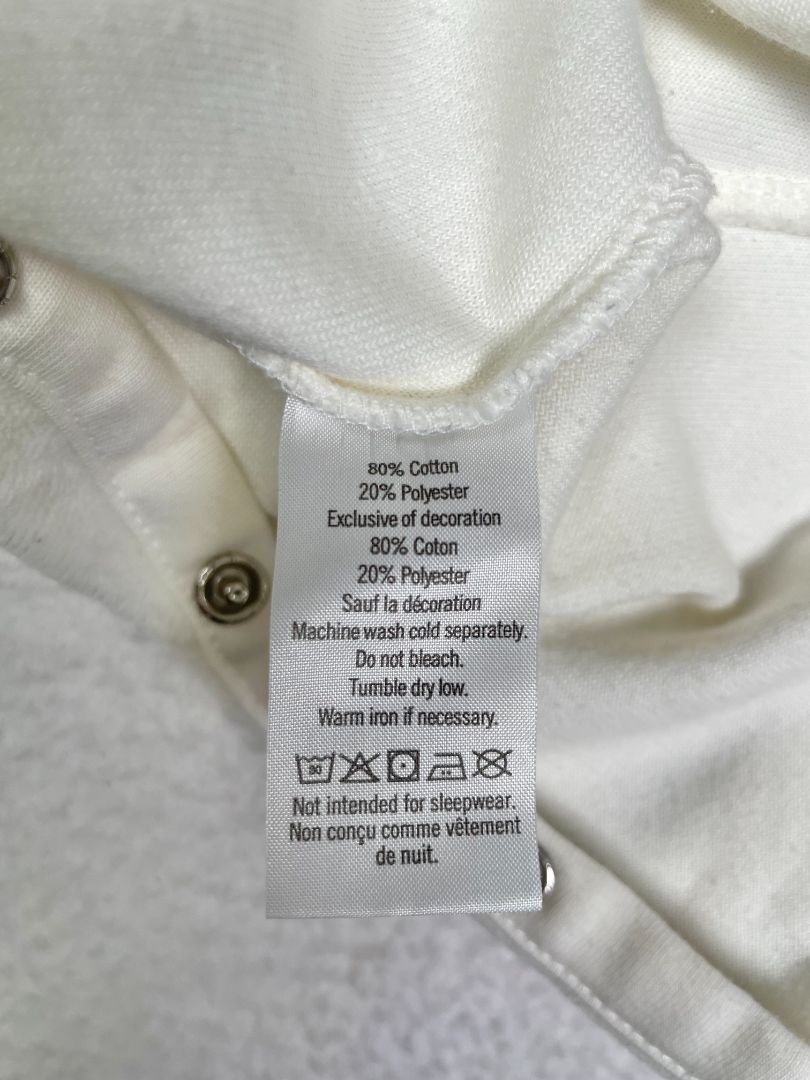 80% Cotton
20% Polyester
Exclusive of decoration
80% Coton
20% Polyester
Sauf la décoration
Machine wash cold separately.
Do not bleach.
Tumble dry low.
Warm iron if necessary.
30
Not intended for sleepwear.
Non conçu comme vêtement
de nuit.